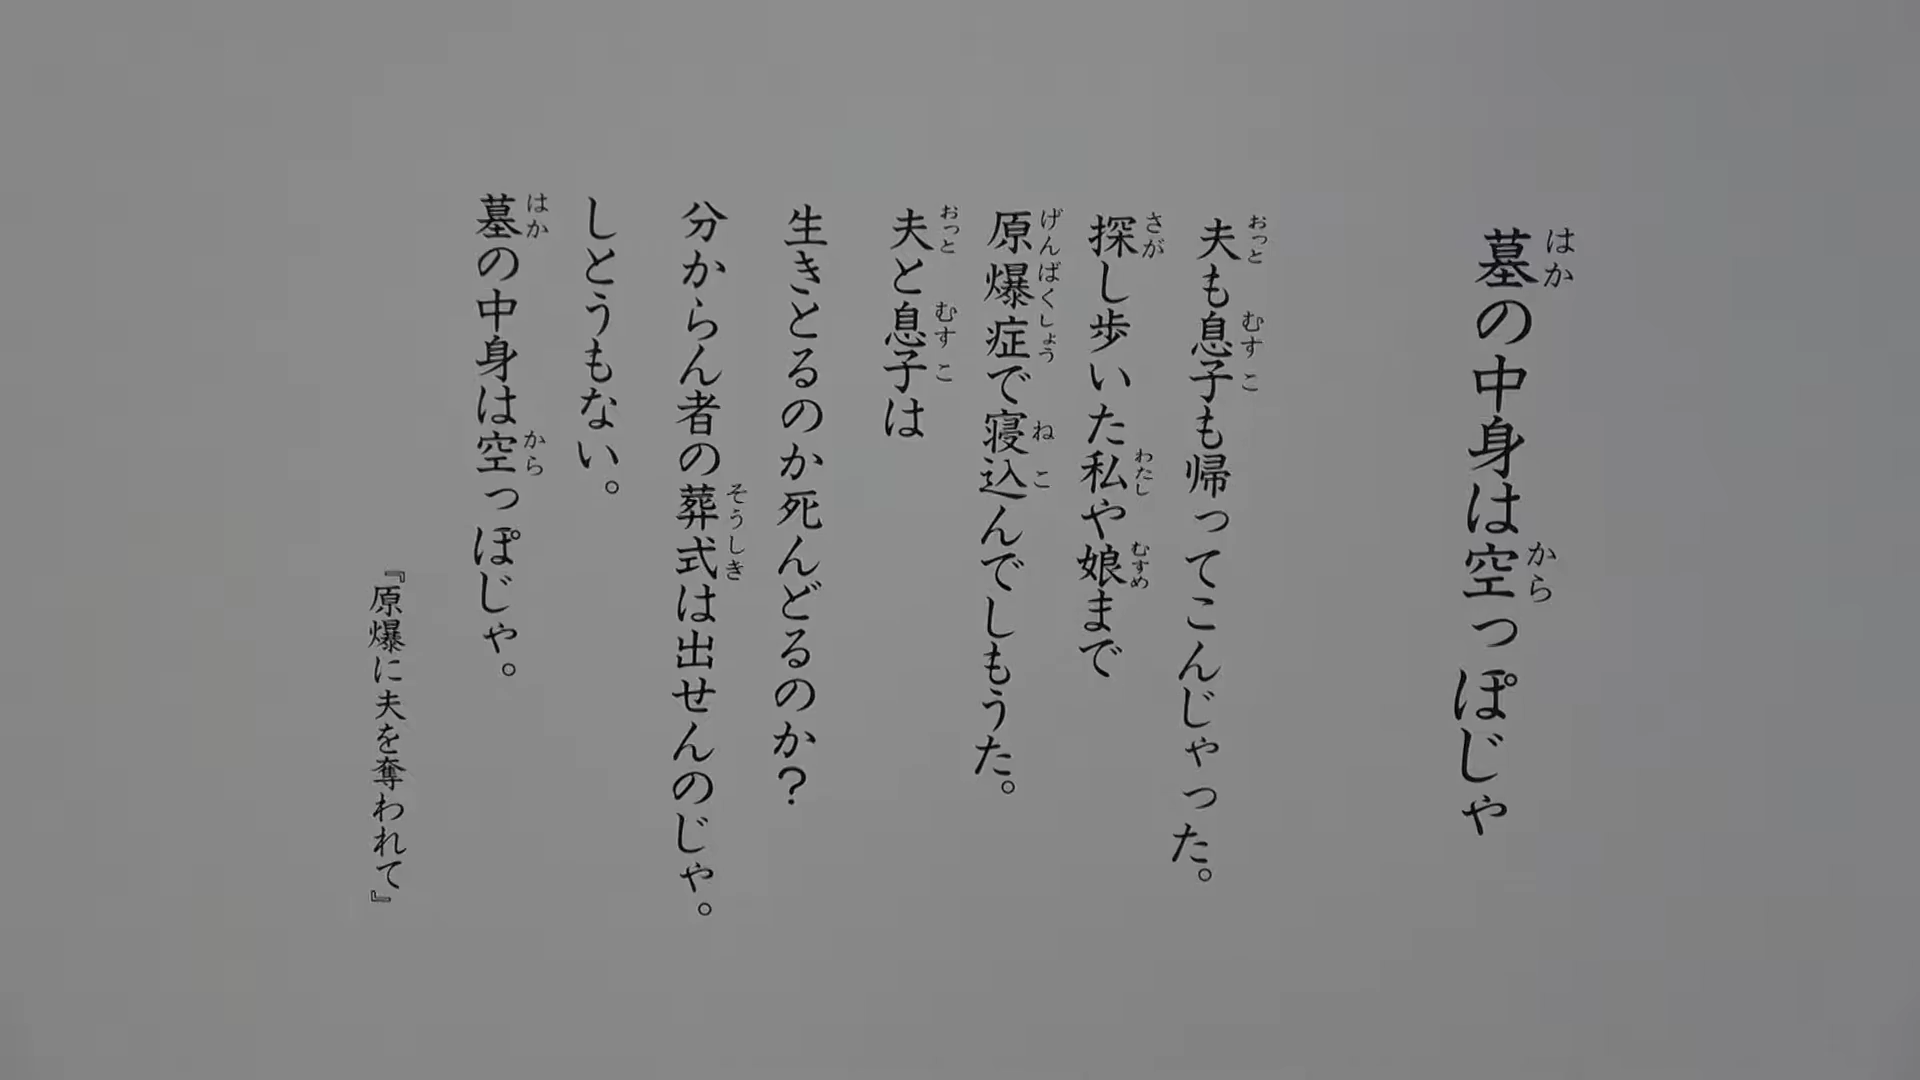 墓の中身は空っぽじゃ
夫も息子も帰ってこんじゃった。
探し歩いた私や娘まで
原爆症で寝込んでしもうた。
夫と息子は
生きとるのか死んどるのか？
分からん者の葬式は出せんのじゃ。
しとうもない。
墓の中身は空っぽじゃ。
『原爆に夫を奪われて』